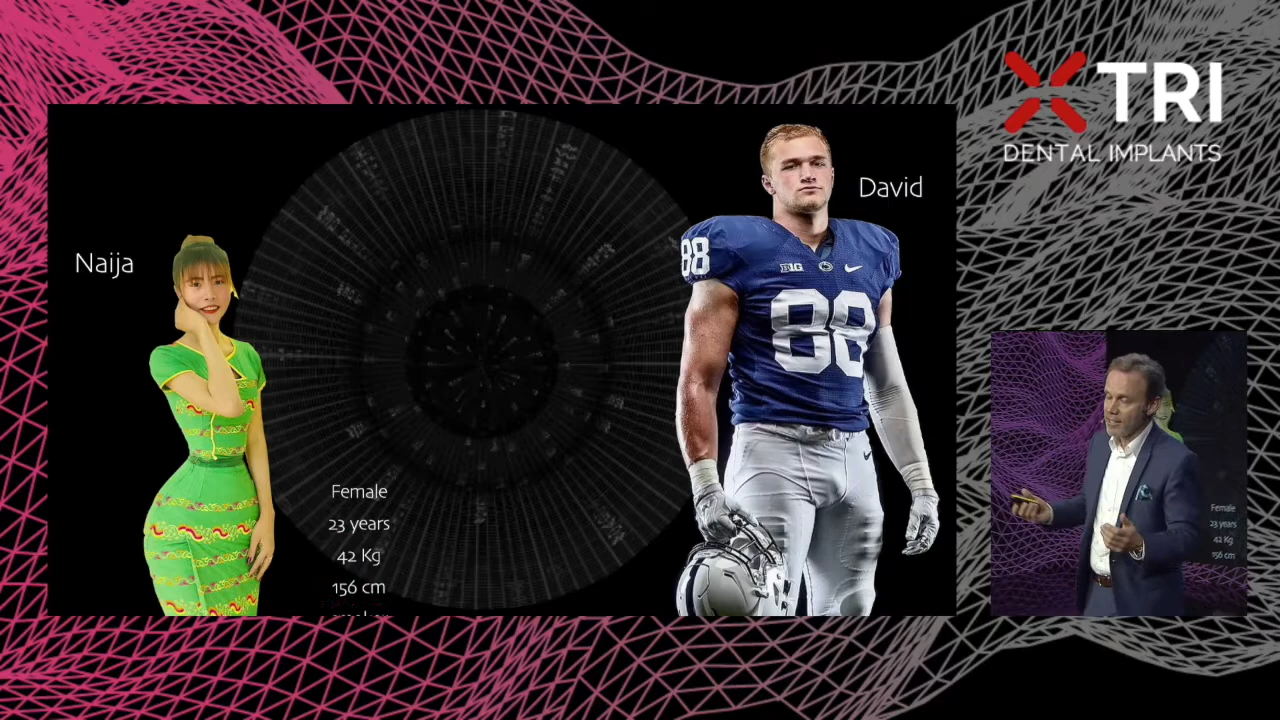 TRI
DENTAL IMPLANTS
David
Naija
88
B1G
88
Female
23 years
42 Kg
156 cm
smoker
Female
23 years
42 Kg
156 cm